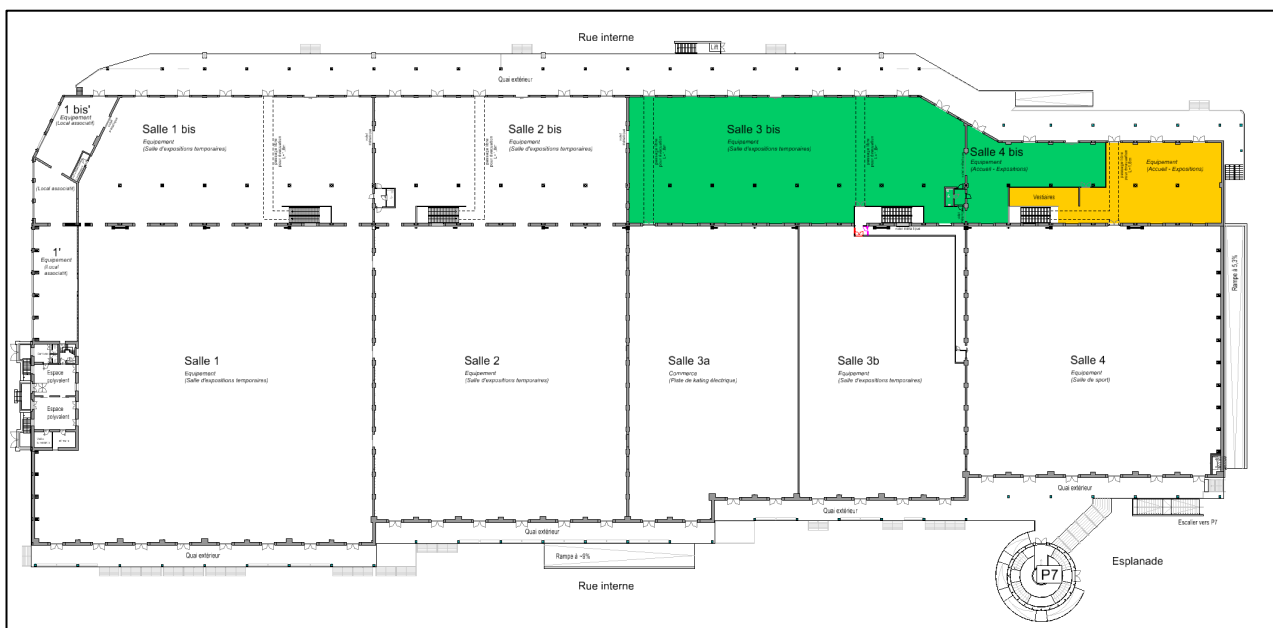 Rue interne
Lift
Quai extérieur
1 bis'
Equipement
(Local associatif)
Salle 1 bis
Equipement
(Salle d'expositions temporaires)
Salle 2 bis
Equipement
(Salle d'expositions temporaires)
Salle 3 bis
Equipement
(Salle d'expositions temporaires)
Salle 4 bis
Equipement
(Accueil - Expositions)
Equipement
(Accueil - Expositions)
(Local associatif)
Vestiaires
1'
Equipement
(Local
associatif)
Rampe à 5,3%
Espace
polyvalent
Espace
polyvalent
Salle 1
Equipement
(Salle d'expositions temporaires)
Salle 2
Equipement
(Salle d'expositions temporaires)
Salle 3a
Commerce
(Piste de karting électrique)
Salle 3b
Equipement
(Salle d'expositions temporaires)
Salle 4
Equipement
(Salle de sport)
Quai extérieur
Quai extérieur
Quai extérieur
Quai extérieur
Escalier vers P7
Rampe à ~6%
Esplanade
P7
Rue interne